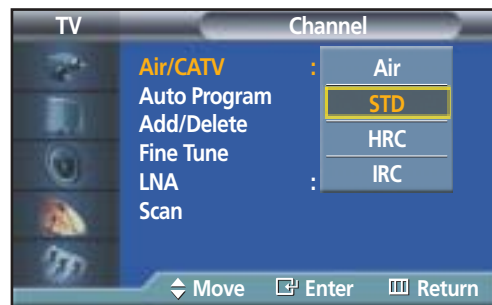 TV Channel
Air/CATV : Air
Auto Program STD
Add/Delete HRC
Fine Tune IRC
LNA :
Scan
Move Enter Return